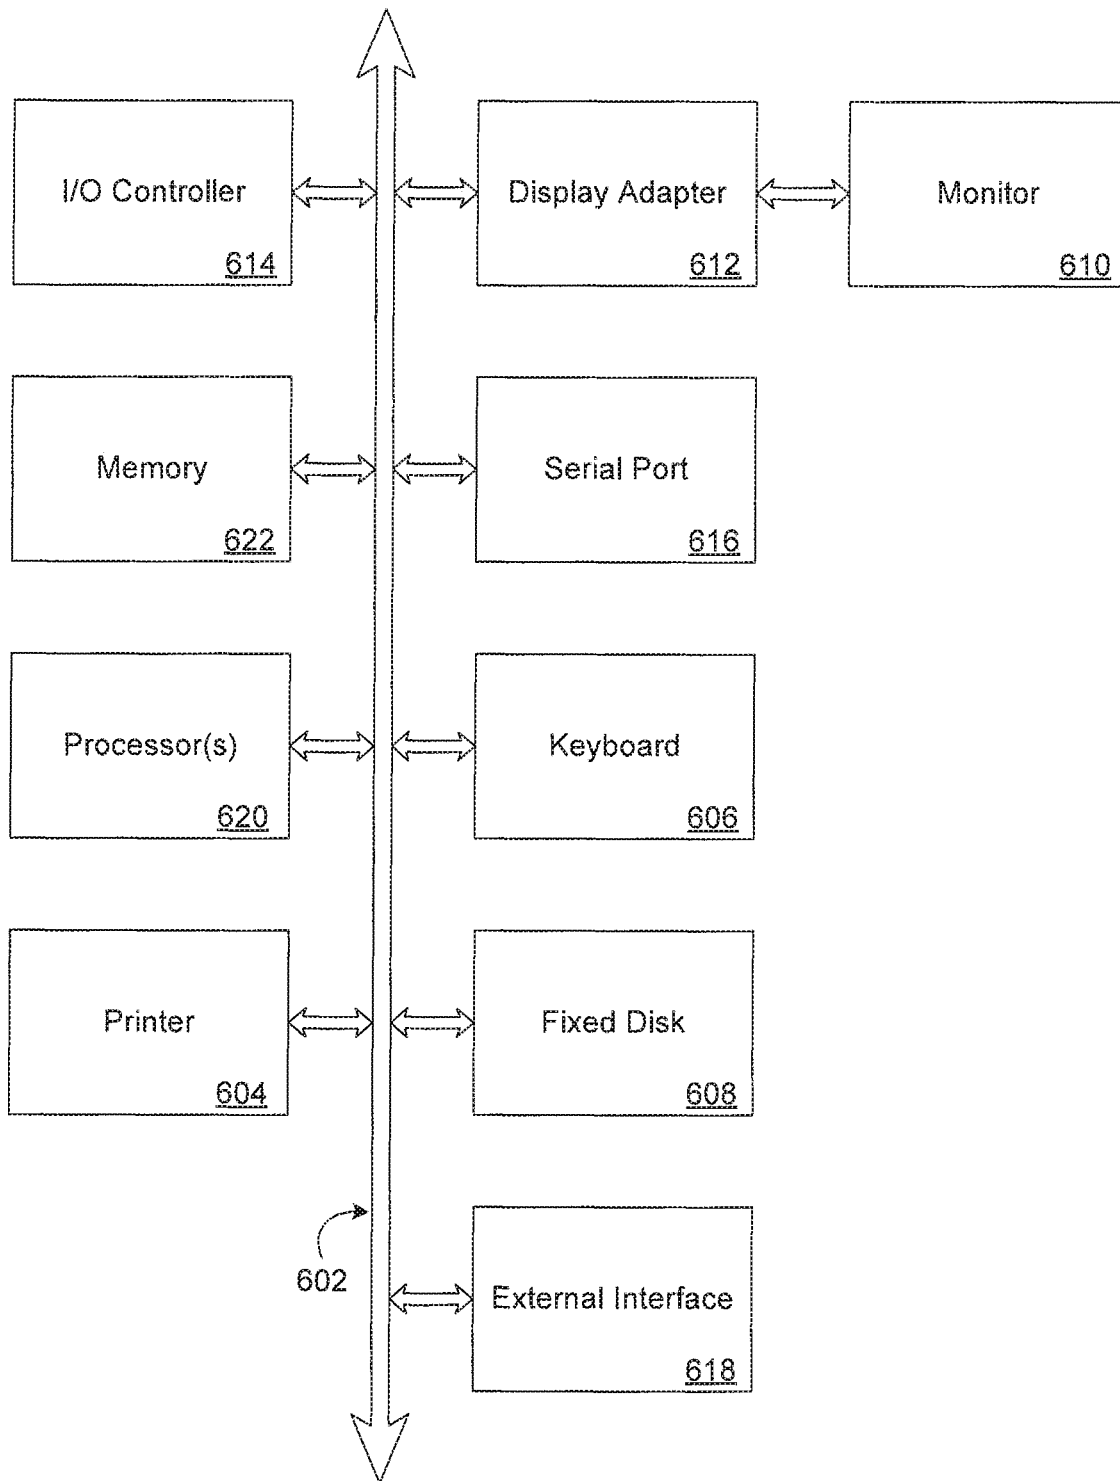 I/O Controller
614
Display Adapter
612
Monitor
610
Memory
622
Serial Port
616
Processor(s)
620
Keyboard
606
Printer
604
Fixed Disk
608
602
External Interface
618